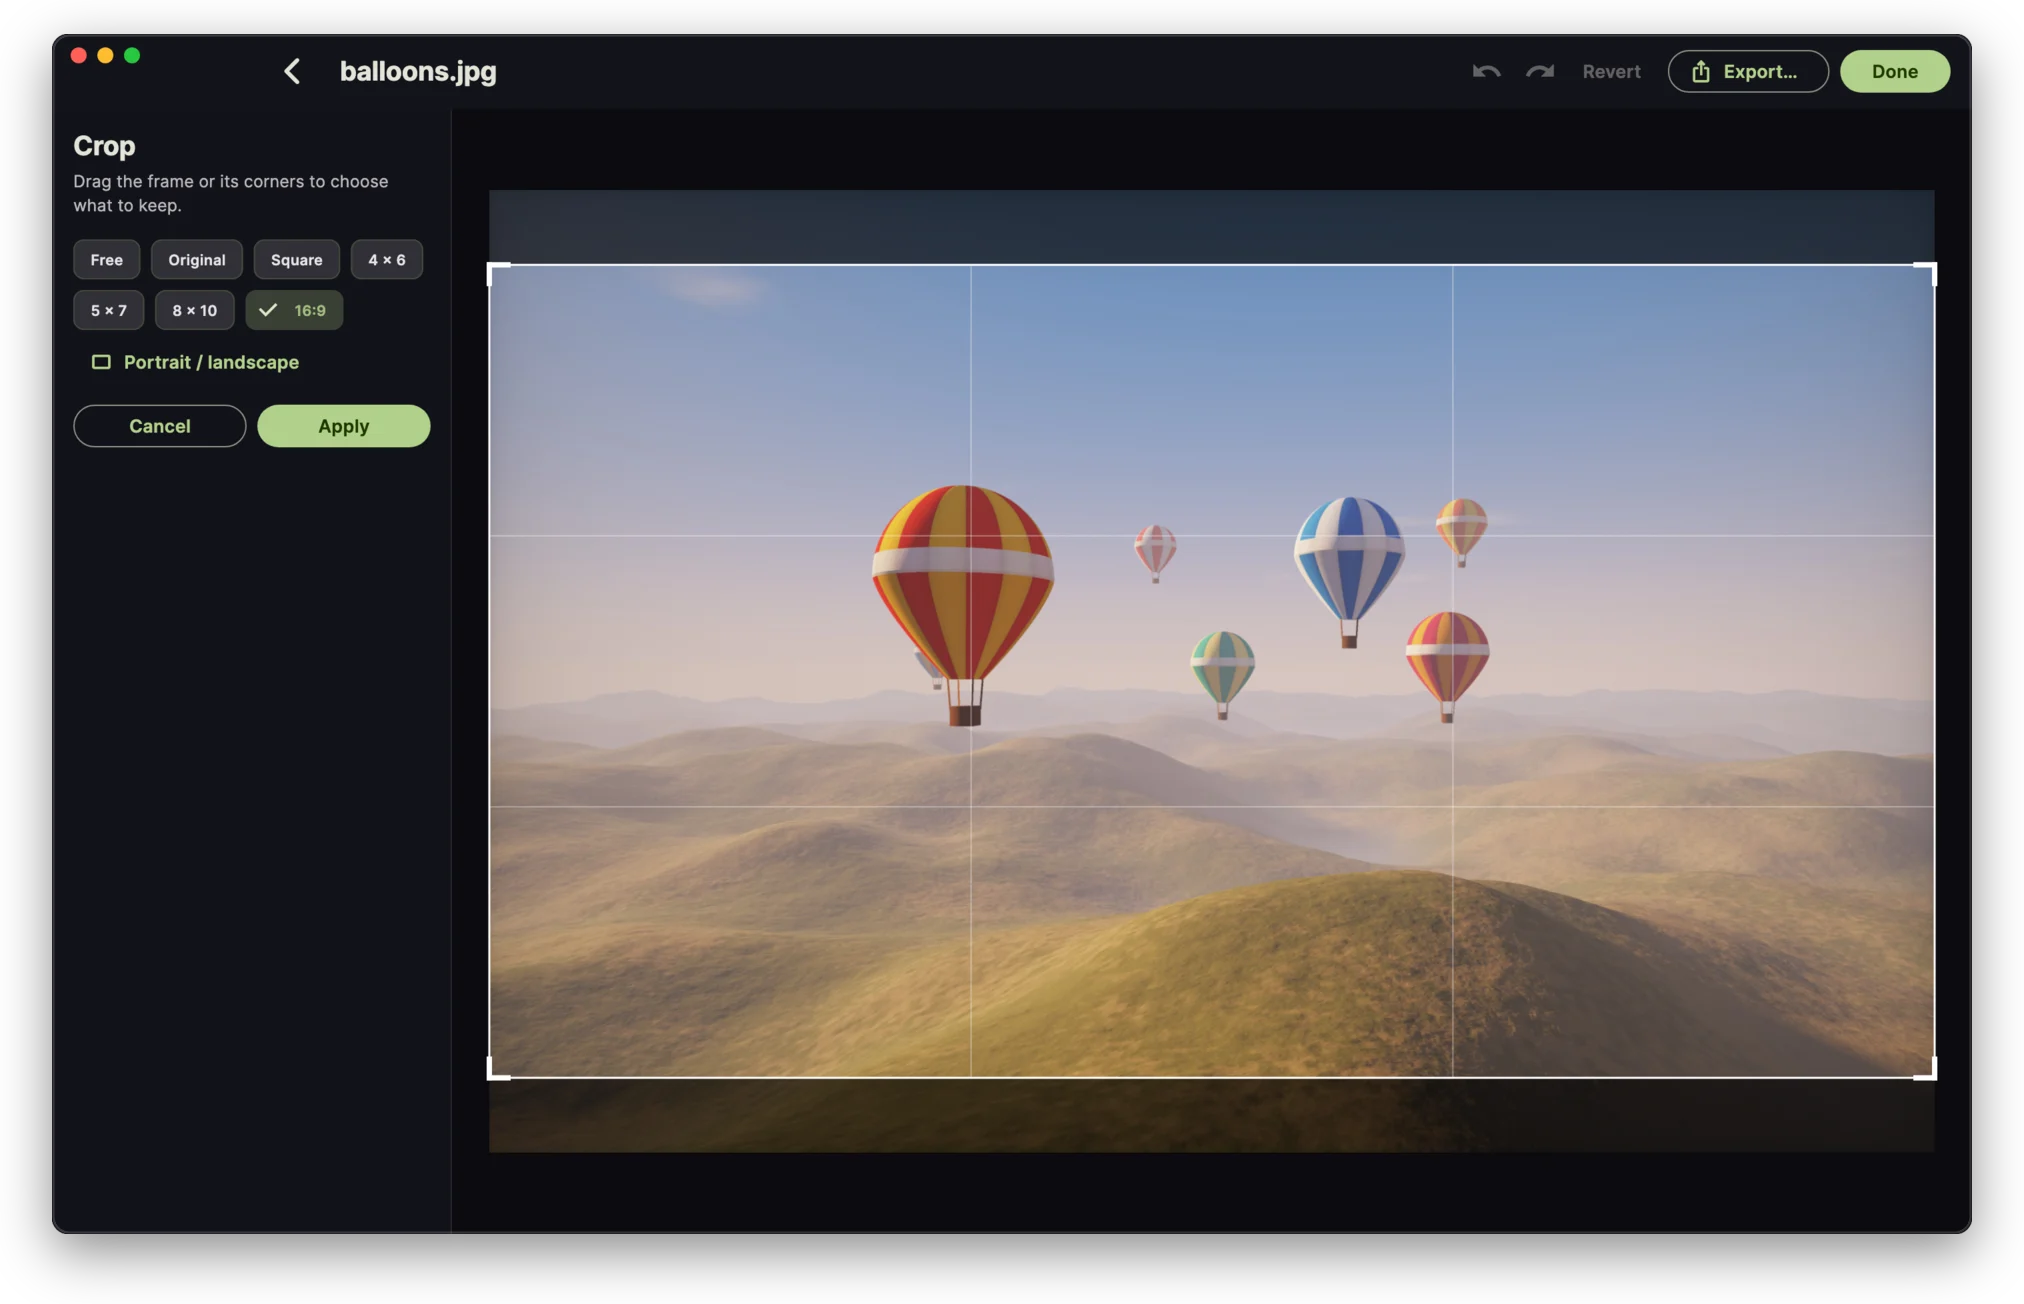 balloons.jpg
Revert
Export...
Done
Crop
Drag the frame or its corners to choose
what to keep.
Free
Original
Square
4 × 6
5 × 7
8 × 10
16:9
Portrait / landscape
Cancel
Apply